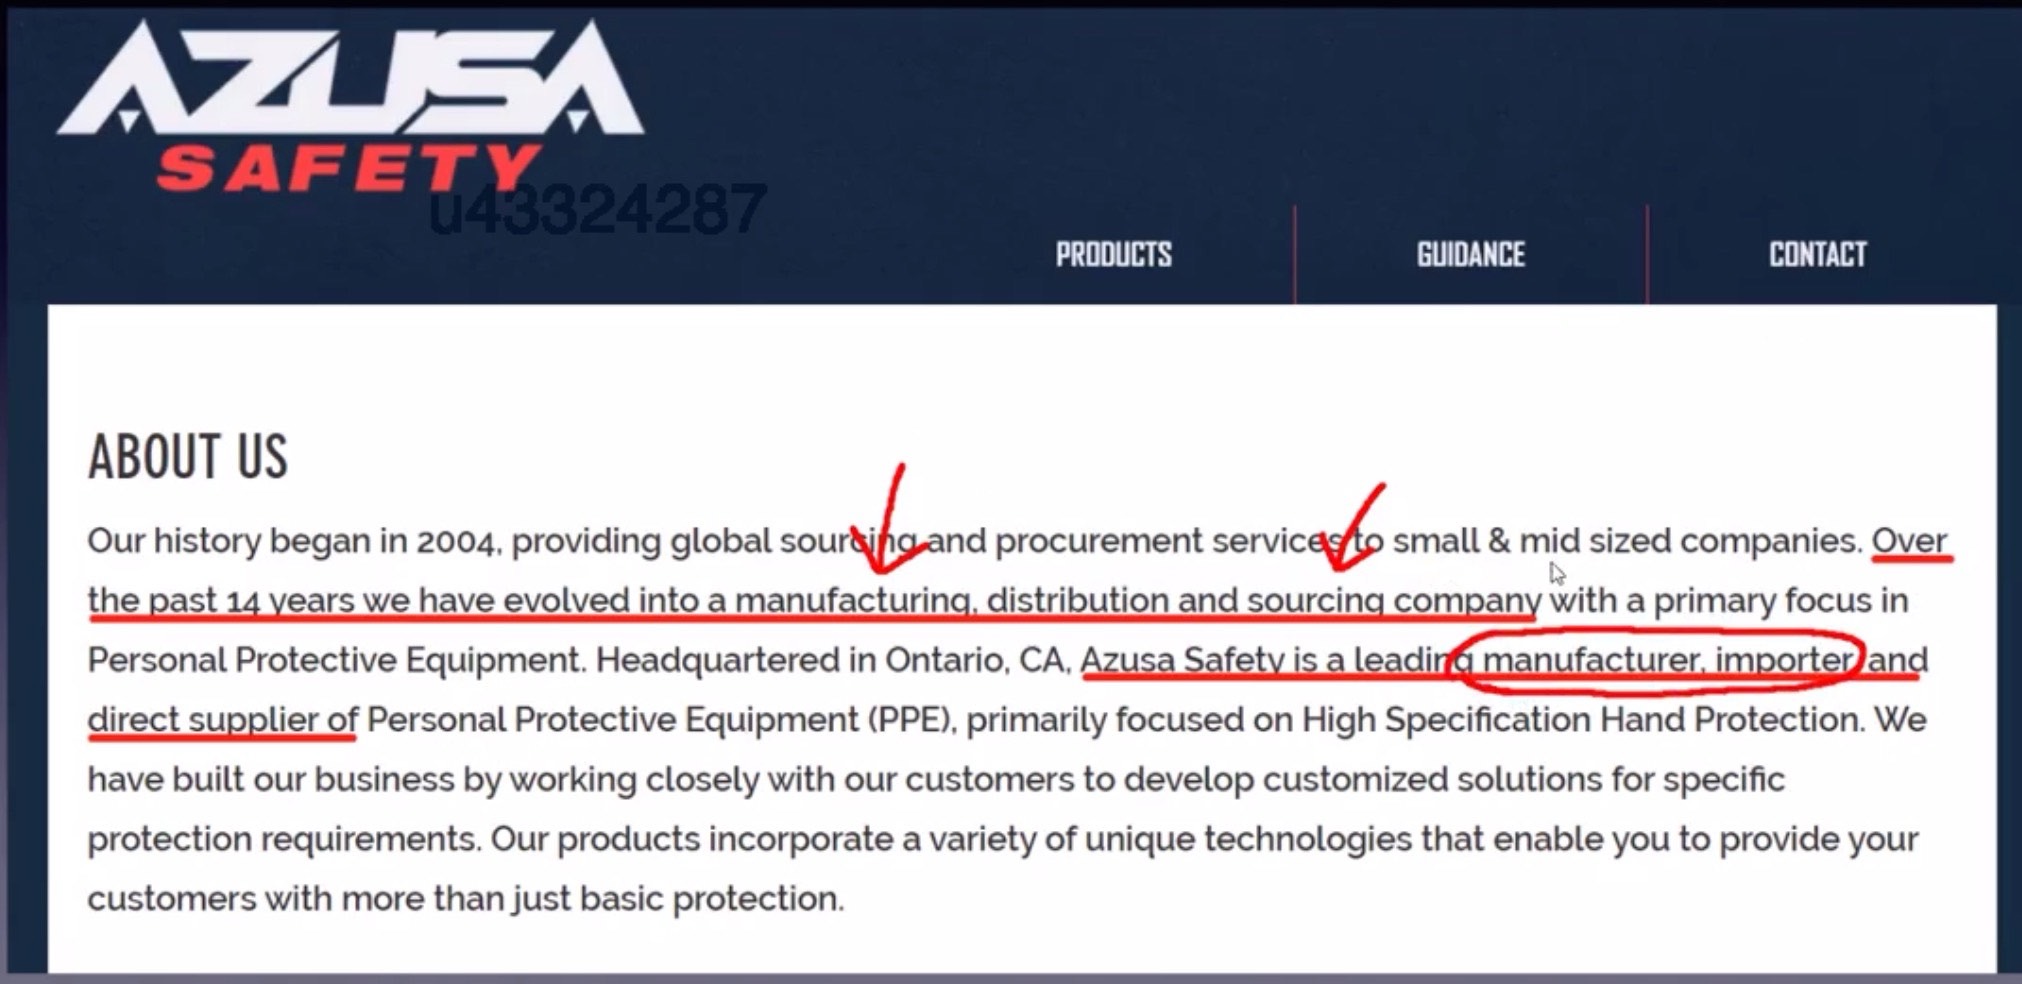 AZUSA
SAFETY
u43324287
PRODUCTS
GUIDANCE
CONTACT
ABOUT US
Our history began in 2004, providing global sourcing and procurement services to small & mid sized companies. Over
the past 14 years we have evolved into a manufacturing, distribution and sourcing company with a primary focus in
Personal Protective Equipment. Headquartered in Ontario, CA, Azusa Safety is a leading manufacturer, importer and
direct supplier of Personal Protective Equipment (PPE), primarily focused on High Specification Hand Protection. We
have built our business by working closely with our customers to develop customized solutions for specific
protection requirements. Our products incorporate a variety of unique technologies that enable you to provide your
customers with more than just basic protection.